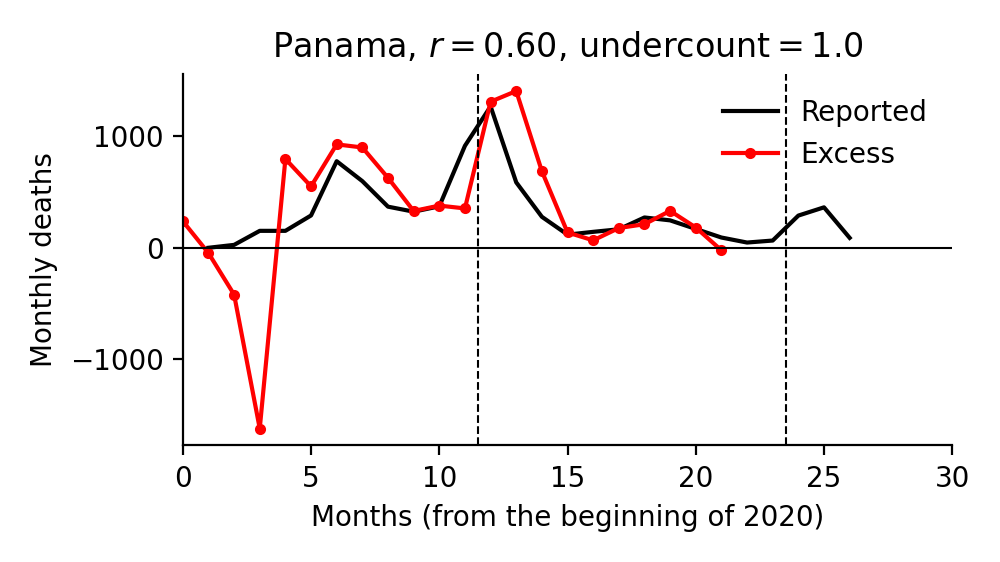 Panama, r = 0.60, undercount = 1.0
Reported
Excess
Monthly deaths
1000
0
−1000
0 5 10 15 20 25 30
Months (from the beginning of 2020)